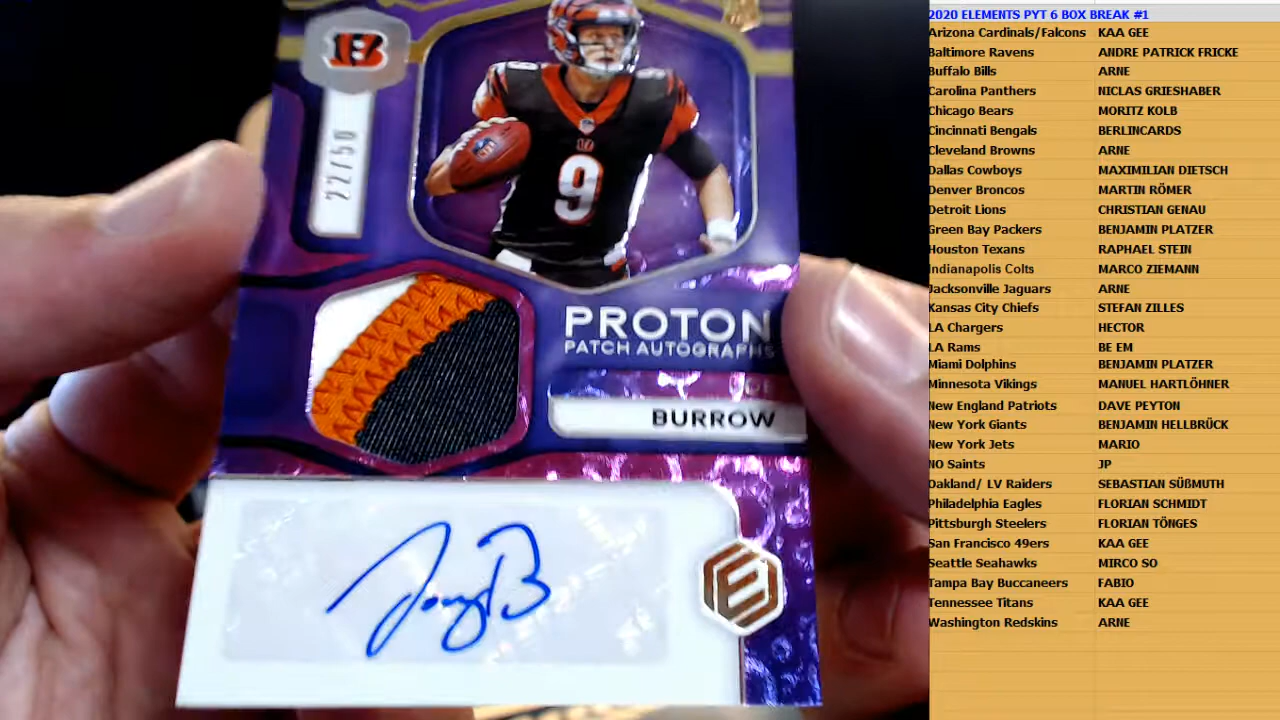 22/50
9
9
9
PROTON
PATCH AUTOGRAPHS
BURROW
2020 ELEMENTS PYT 6 BOX BREAK #1
Arizona Cardinals/Falcons KAA GEE
Baltimore Ravens ANDRE PATRICK FRICKE
Buffalo Bills ARNE
Carolina Panthers NICLAS GRIESHABER
Chicago Bears MORITZ KOLB
Cincinnati Bengals BERLINCARDS
Cleveland Browns ARNE
Dallas Cowboys MAXIMILIAN DIETSCH
Denver Broncos MARTIN RÖMER
Detroit Lions CHRISTIAN GENAU
Green Bay Packers BENJAMIN PLATZER
Houston Texans RAPHAEL STEIN
Indianapolis Colts MARCO ZIEMANN
Jacksonville Jaguars ARNE
Kansas City Chiefs STEFAN ZILLES
LA Chargers HECTOR
LA Rams BE EM
Miami Dolphins BENJAMIN PLATZER
Minnesota Vikings MANUEL HARTLÖHNER
New England Patriots DAVE PEYTON
New York Giants BENJAMIN HELLBRÜCK
New York Jets MARIO
NO Saints JP
Oakland/ LV Raiders SEBASTIAN SÜßMUTH
Philadelphia Eagles FLORIAN SCHMIDT
Pittsburgh Steelers FLORIAN TÖNGES
San Francisco 49ers KAA GEE
Seattle Seahawks MIRCO SO
Tampa Bay Buccaneers FABIO
Tennessee Titans KAA GEE
Washington Redskins ARNE